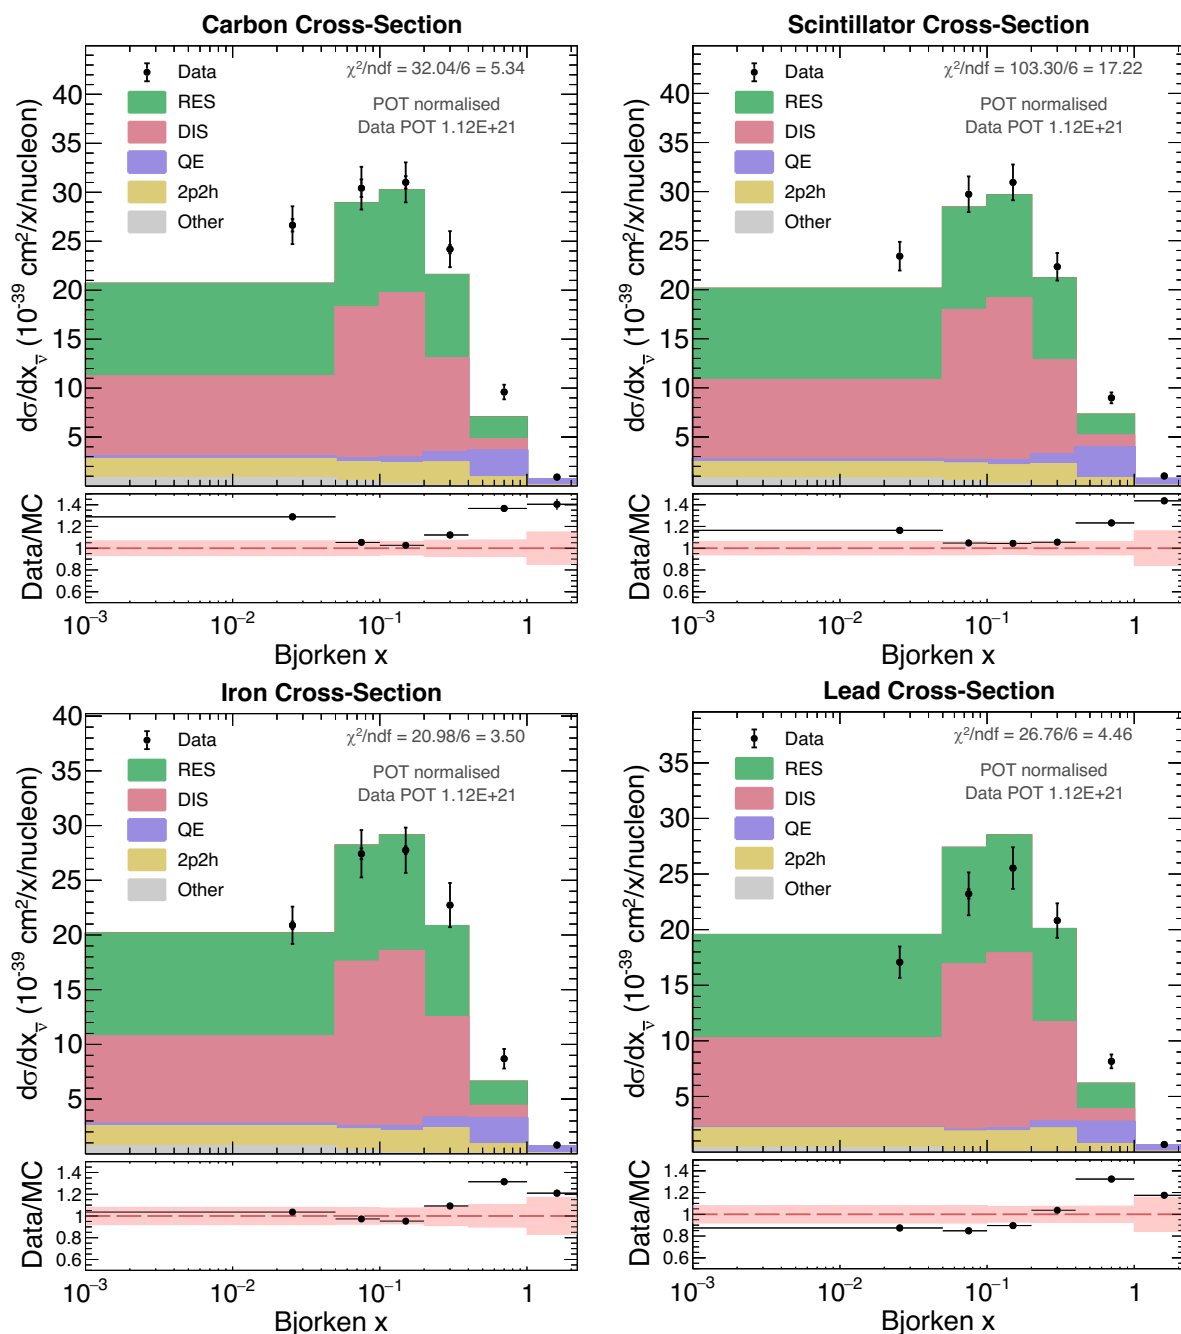 Carbon Cross-Section
dσ/dx_ν̅ (10⁻³⁹ cm²/x/nucleon)
40
35
30
25
20
15
10
5
Data
RES
DIS
QE
2p2h
Other
χ²/ndf = 32.04/6 = 5.34
POT normalised
Data POT 1.12E+21
Data/MC
1.4
1.2
1
0.8
0.6
10⁻³ 10⁻² 10⁻¹ 1
Bjorken x
Scintillator Cross-Section
dσ/dx_ν̅ (10⁻³⁹ cm²/x/nucleon)
40
35
30
25
20
15
10
5
Data
RES
DIS
QE
2p2h
Other
χ²/ndf = 103.30/6 = 17.22
POT normalised
Data POT 1.12E+21
Data/MC
1.4
1.2
1
0.8
0.6
10⁻³ 10⁻² 10⁻¹ 1
Bjorken x
Iron Cross-Section
dσ/dx_ν̅ (10⁻³⁹ cm²/x/nucleon)
40
35
30
25
20
15
10
5
Data
RES
DIS
QE
2p2h
Other
χ²/ndf = 20.98/6 = 3.50
POT normalised
Data POT 1.12E+21
Data/MC
1.4
1.2
1
0.8
0.6
10⁻³ 10⁻² 10⁻¹ 1
Bjorken x
Lead Cross-Section
dσ/dx_ν̅ (10⁻³⁹ cm²/x/nucleon)
35
30
25
20
15
10
5
Data
RES
DIS
QE
2p2h
Other
χ²/ndf = 26.76/6 = 4.46
POT normalised
Data POT 1.12E+21
Data/MC
1.4
1.2
1
0.8
0.6
10⁻³ 10⁻² 10⁻¹ 1
Bjorken x